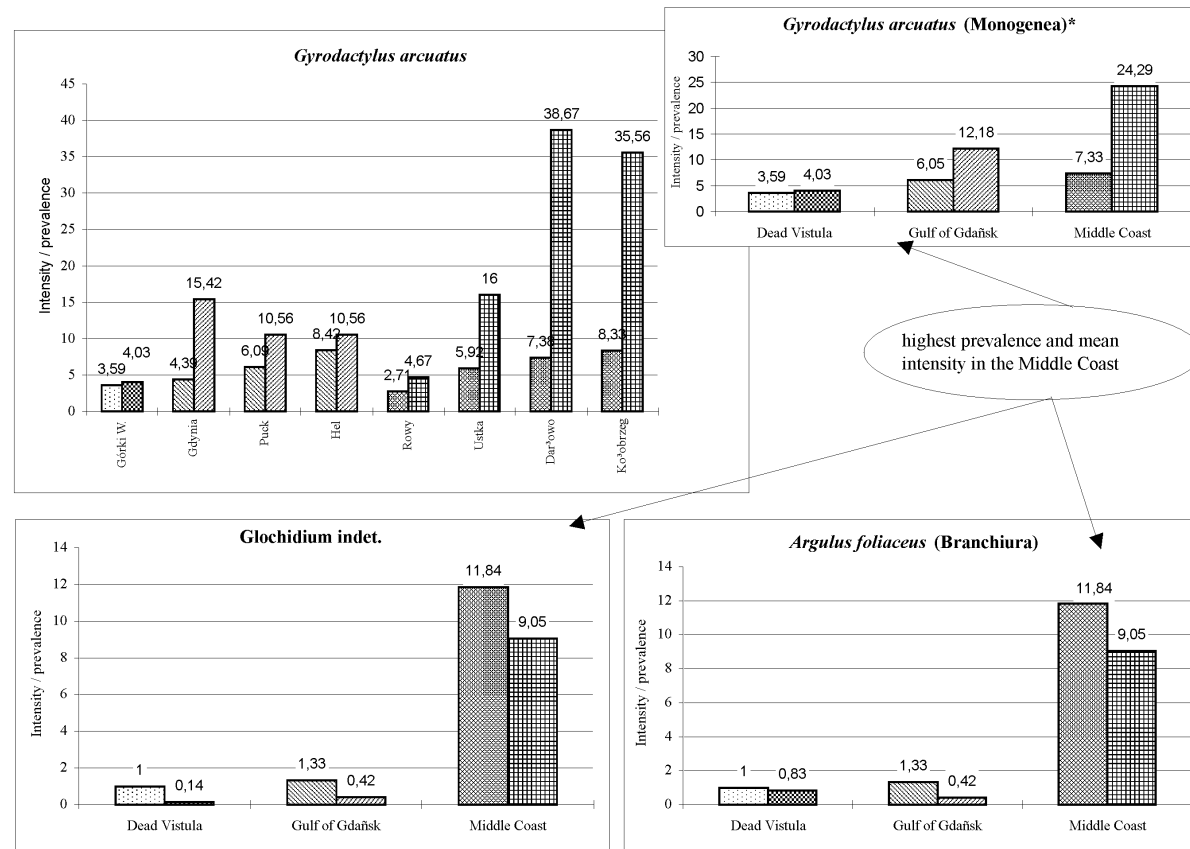 Gyrodactylus arcuatus
45
40
35
30
25
20
15
10
5
0
Intensity / prevalence
3,59
4,03
4,39
15,42
6,09
10,56
8,42
10,56
2,71
4,67
5,92
16
7,38
38,67
8,33
35,56
Górki W.
Gdynia
Puck
Hel
Rowy
Ustka
Dar³owo
Ko³obrzeg
Gyrodactylus arcuatus (Monogenea)*
30
25
20
15
10
5
0
Intensity / prevalence
3,59
4,03
6,05
12,18
7,33
24,29
Dead Vistula
Gulf of Gdañsk
Middle Coast
highest prevalence and mean
intensity in the Middle Coast
Glochidium indet.
14
12
10
8
6
4
2
0
Intensity / prevalence
1
0,14
1,33
0,42
11,84
9,05
Dead Vistula
Gulf of Gdañsk
Middle Coast
Argulus foliaceus (Branchiura)
14
12
10
8
6
4
2
0
Intensity / prevalence
1
0,83
1,33
0,42
11,84
9,05
Dead Vistula
Gulf of Gdañsk
Middle Coast